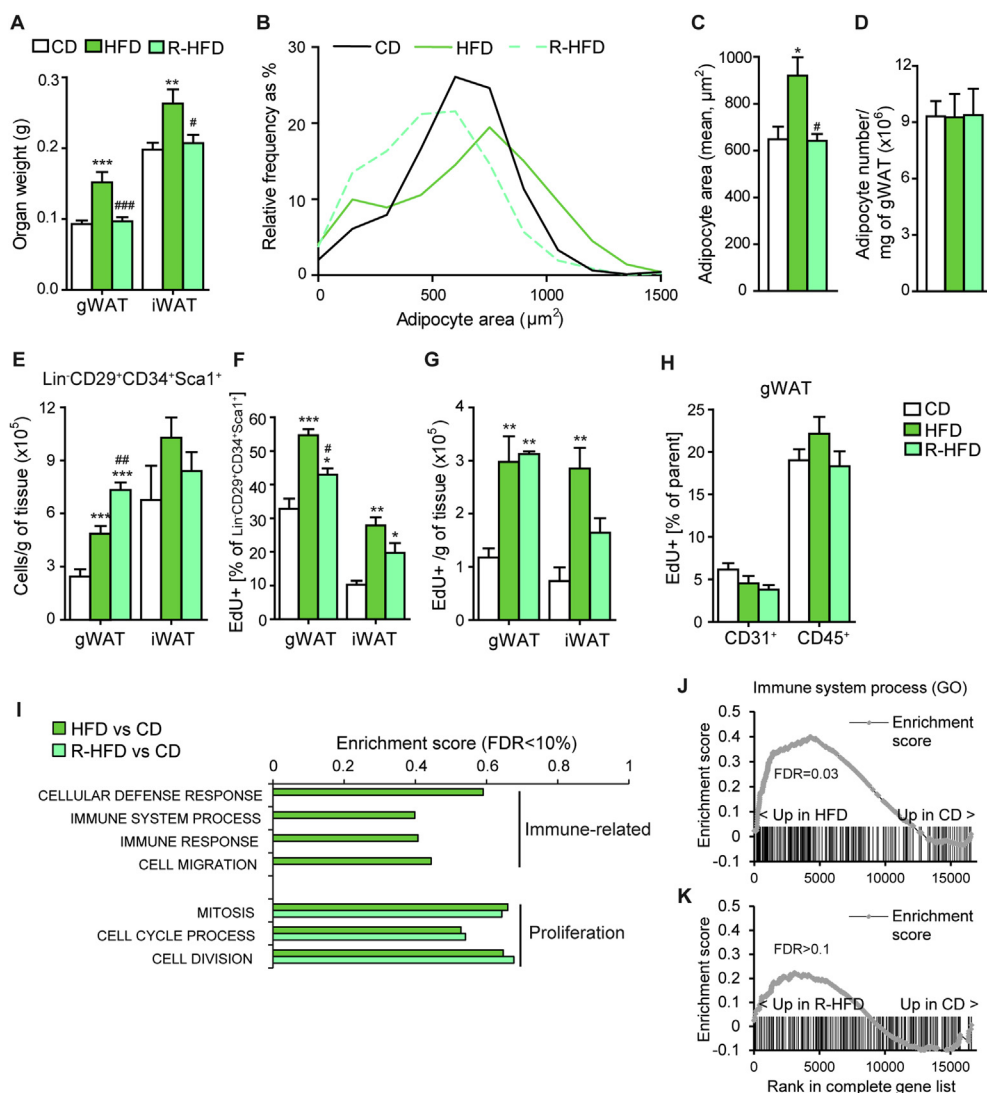 A
CD HFD R-HFD
Organ weight (g)
0.3
0.2
0.1
0.0
***
###
**
#
gWAT iWAT
B
CD HFD R-HFD
Relative frequency as %
30
20
10
0
0 500 1000 1500
Adipocyte area (µm²)
C
Adipocyte area (mean, µm²)
1000
800
600
400
200
0
*
#
D
Adipocyte number/
mg of gWAT (x10⁶)
9
6
3
0
E
Lin⁻CD29⁺CD34⁺Sca1⁺
Cells/g of tissue (x10⁵)
12
9
6
3
0
***
##
***
gWAT iWAT
F
EdU+ [% of Lin⁻CD29⁺CD34⁺Sca1⁺]
60
50
40
30
20
10
0
***
#
*
**
*
gWAT iWAT
G
EdU+ /g of tissue (x10⁵)
4
3
2
1
0
** ** **
gWAT iWAT
H
gWAT
EdU+ [% of parent]
25
20
15
10
5
0
CD31⁺ CD45⁺
CD
HFD
R-HFD
I
HFD vs CD
R-HFD vs CD
Enrichment score (FDR<10%)
0 0.2 0.4 0.6 0.8 1
CELLULAR DEFENSE RESPONSE
IMMUNE SYSTEM PROCESS
IMMUNE RESPONSE
CELL MIGRATION
Immune-related
MITOSIS
CELL CYCLE PROCESS
CELL DIVISION
Proliferation
J
Immune system process (GO)
Enrichment score
0.5
0.4
0.3
0.2
0.1
0
-0.1
Enrichment
score
FDR=0.03
< Up in HFD Up in CD >
0 5000 10000 15000
K
Enrichment score
0.5
0.4
0.3
0.2
0.1
0
-0.1
Enrichment
score
FDR>0.1
< Up in R-HFD Up in CD >
0 5000 10000 15000
Rank in complete gene list